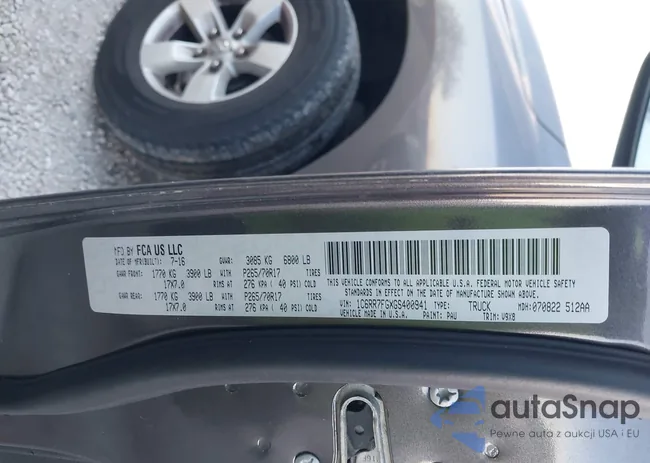 MFD BY FCA US LLC
DATE OF MFR(BUILT): 7-16 GVWR: 3085 KG 6800 LB
GAWR FRONT: 1770 KG 3900 LB P265/70R17 TIRES
17X7.0 RIMS AT 276 KPA ( 40 PSI) COLD
GAWR REAR: 1770 KG 3900 LB P265/70R17 TIRES
17X7.0 RIMS AT 276 KPA ( 40 PSI) COLD
THIS VEHICLE CONFORMS TO ALL APPLICABLE U.S.A. FEDERAL MOTOR VEHICLE SAFETY
STANDARDS IN EFFECT ON THE DATE OF MANUFACTURE SHOWN ABOVE.
VIN: 1C6RR7FGXGS400941 TYPE: TRUCK MDH: 070822 512AA
VEHICLE MADE IN U.S.A. PAINT: PAU TRIM: V9X8
autaSnap
Pewne auta z aukcji USA i EU